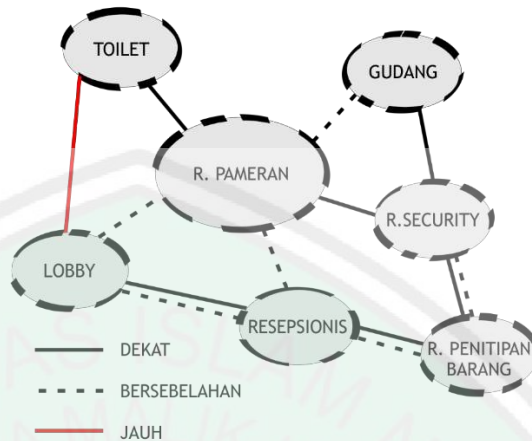 TOILET
GUDANG
R. PAMERAN
R.SECURITY
LOBBY
RESEPSIONIS
R. PENITIPAN
BARANG
DEKAT
BERSEBELAHAN
JAUH